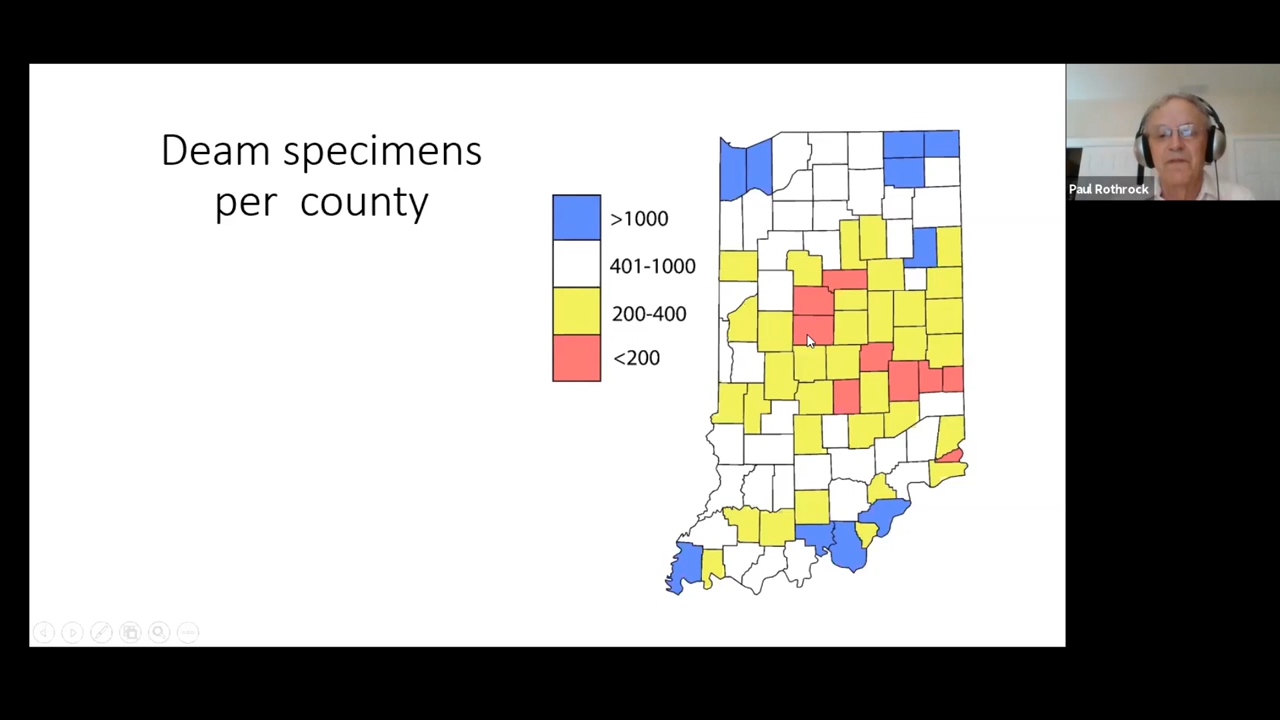 Deam specimens
per county
>1000
401-1000
200-400
<200
Paul Rothrock